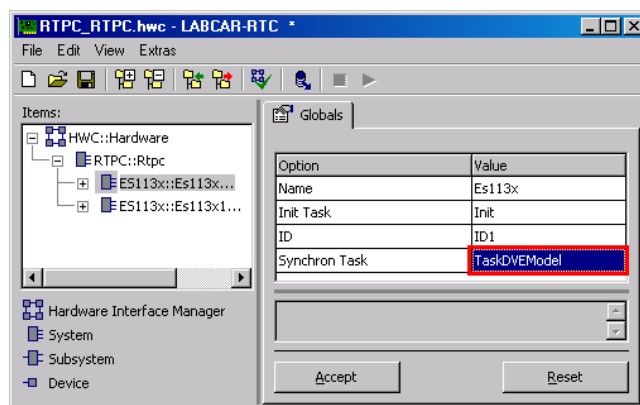 RTPC_RTPC.hwc - LABCAR-RTC *
File Edit View Extras
Items:
HWC::Hardware
RTPC::Rtpc
ES113x::Es113x...
ES113x::Es113x1...
Hardware Interface Manager
System
Subsystem
Device
Globals
Option Value
Name Es113x
Init Task Init
ID ID1
Synchron Task TaskDVEModel
Accept Reset